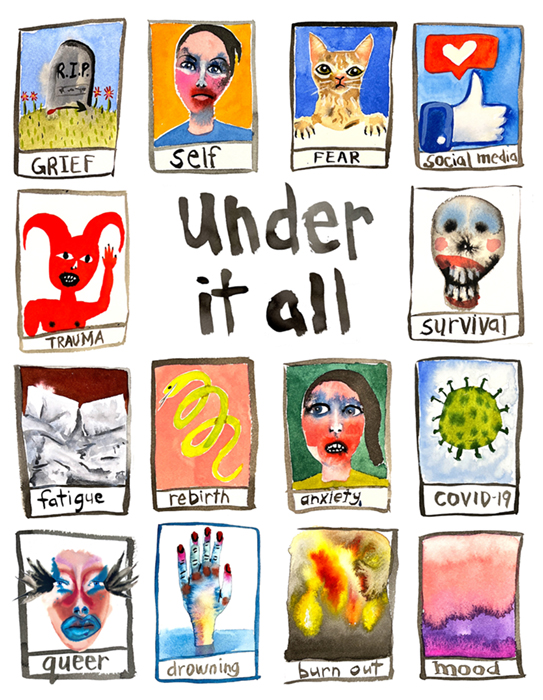 R.I.P.
GRIEF
self
FEAR
social media
under
it all
TRAUMA
survival
fatigue
rebirth
anxiety
COVID-19
queer
drowning
burn out
mood